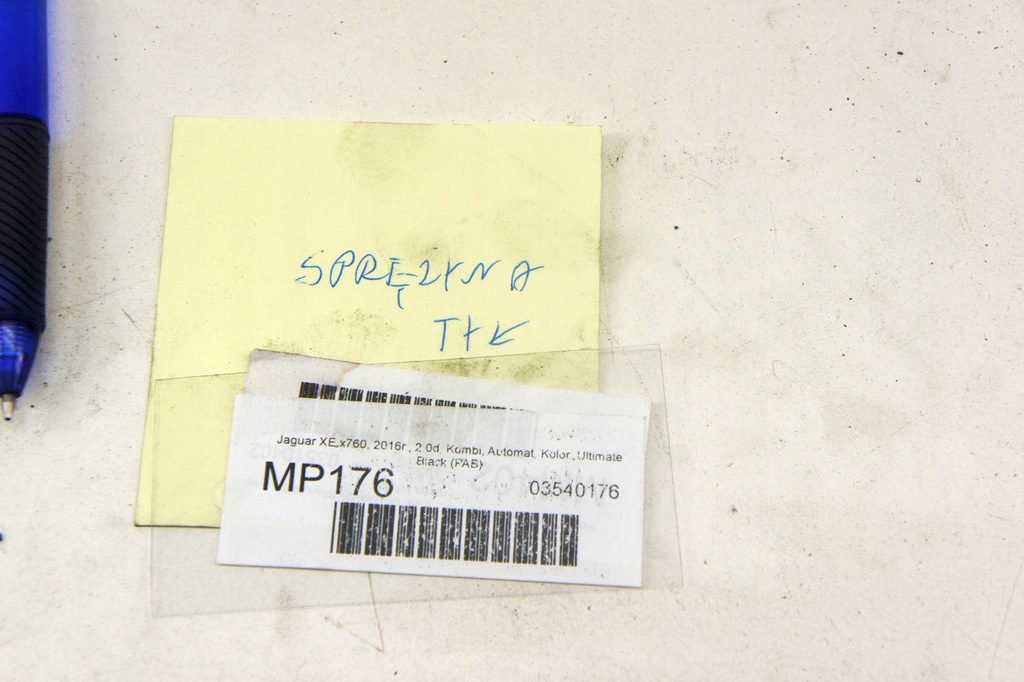 SPRĘŻYNA
TYŁ
Jaguar XE x760, 2016r., 2.0d, Kombi, Automat, Kolor: Ultimate
Black (PAB)
MP176
03540176